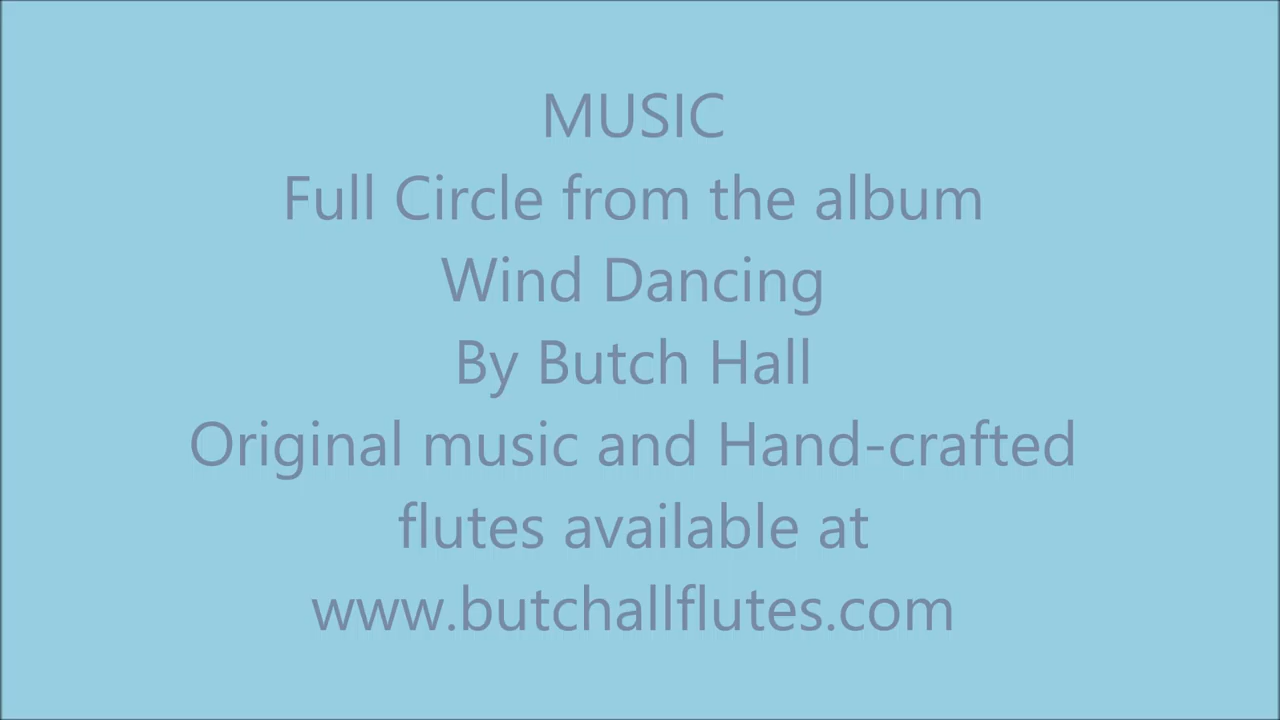 MUSIC
Full Circle from the album
Wind Dancing
By Butch Hall
Original music and Hand-crafted
flutes available at
www.butchallflutes.com